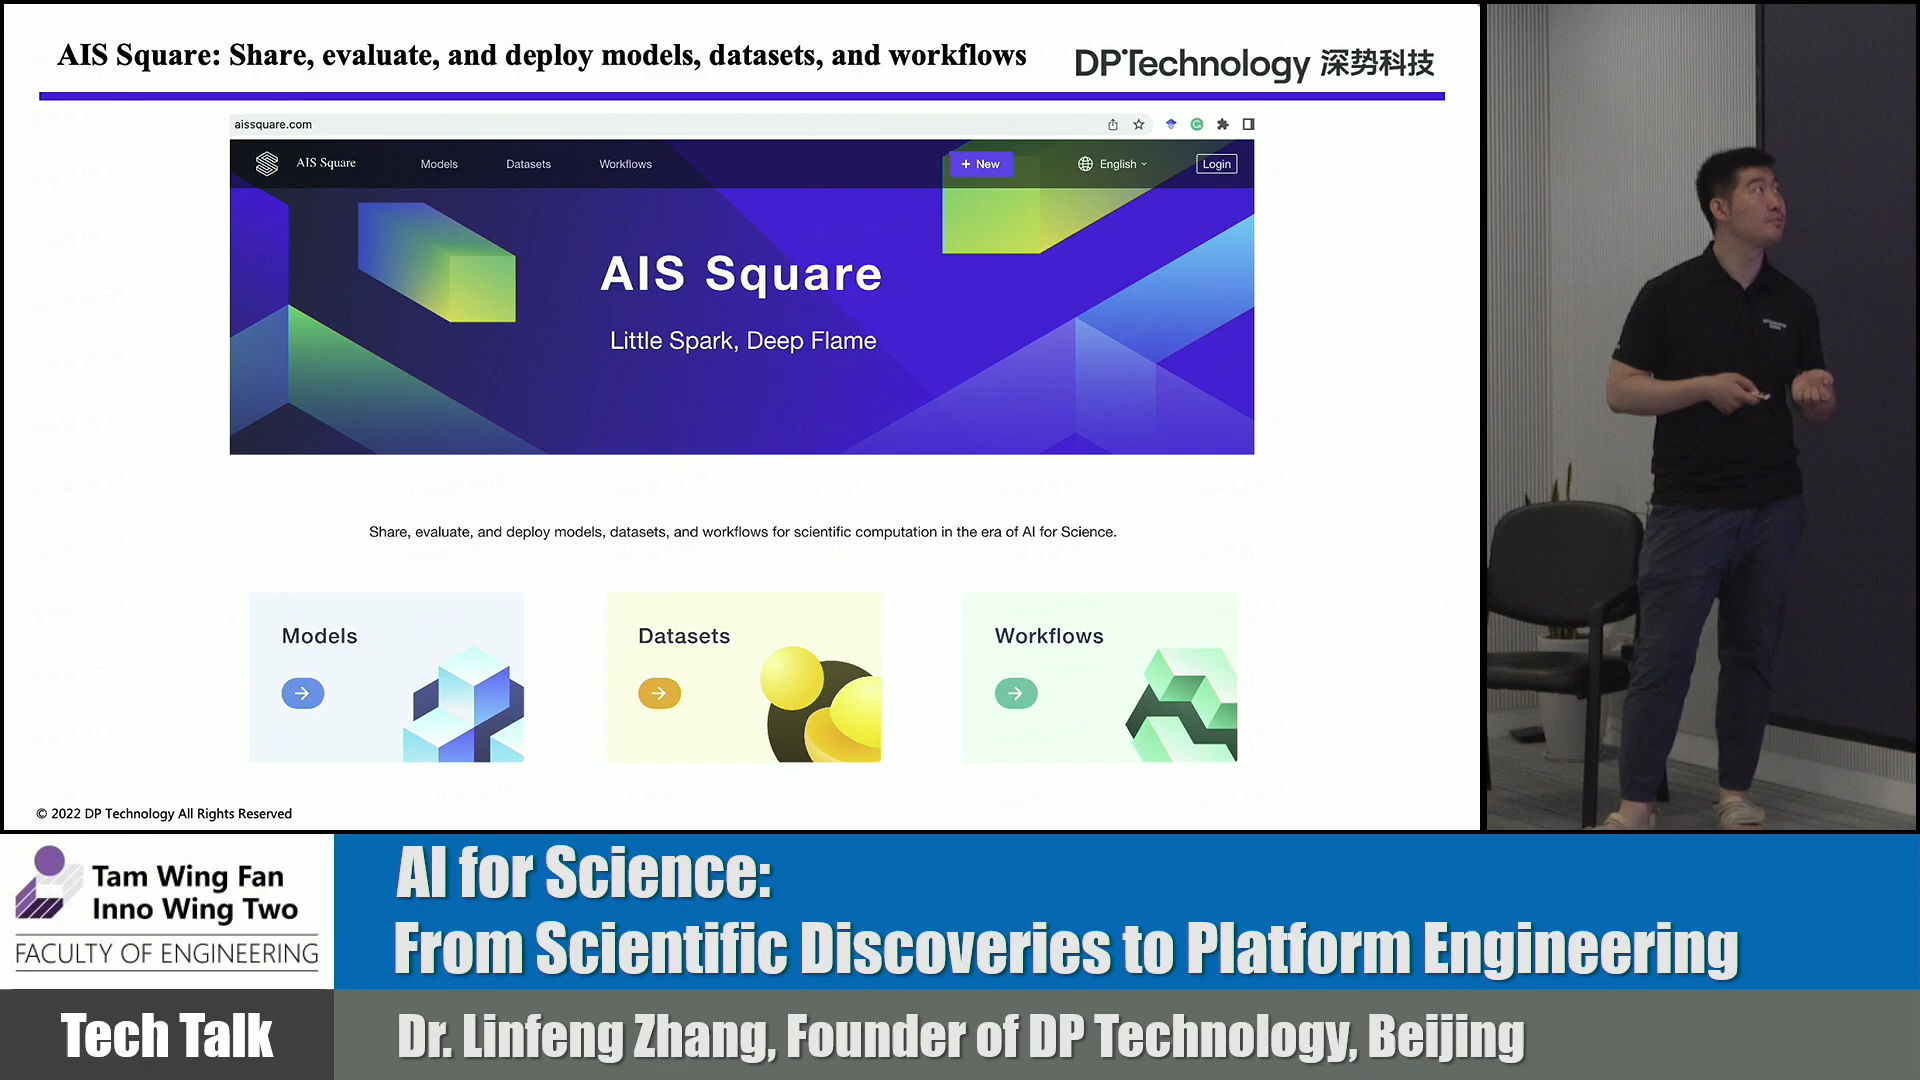 AIS Square: Share, evaluate, and deploy models, datasets, and workflows
DPTechnology 深势科技
aissquare.com
AIS Square
Models
Datasets
Workflows
+ New
English
Login
AIS Square
Little Spark, Deep Flame
Share, evaluate, and deploy models, datasets, and workflows for scientific computation in the era of AI for Science.
Models
Datasets
Workflows
© 2022 DP Technology All Rights Reserved
Tam Wing Fan
Inno Wing Two
FACULTY OF ENGINEERING
AI for Science:
From Scientific Discoveries to Platform Engineering
Tech Talk
Dr. Linfeng Zhang, Founder of DP Technology, Beijing